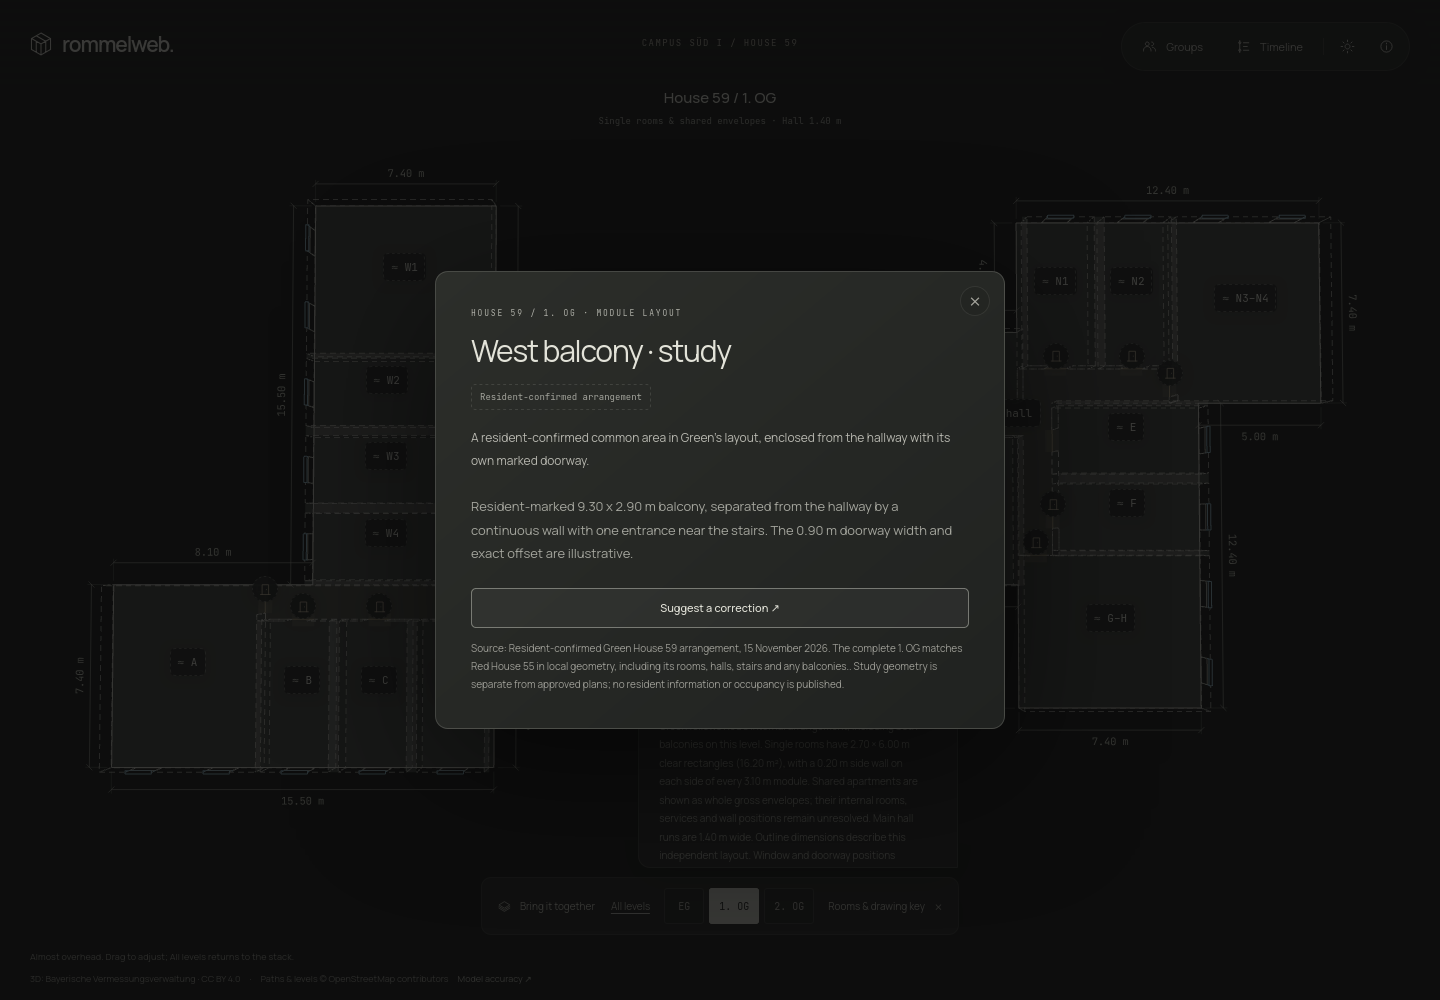 rommelweb.
CAMPUS SÜD I / HOUSE 59
Groups
Timeline
House 59 / 1. OG
Single rooms & shared envelopes · Hall 1.40 m
7.40 m
12.40 m
≈ W1
≈ N1
≈ N2
≈ N3–N4
7.40 m
HOUSE 59 / 1. OG · MODULE LAYOUT
West balcony · study
Resident-confirmed arrangement
A resident-confirmed common area in Green's layout, enclosed from the hallway with its
own marked doorway.
Resident-marked 9.30 x 2.90 m balcony, separated from the hallway by a
continuous wall with one entrance near the stairs. The 0.90 m doorway width and
exact offset are illustrative.
Suggest a correction ↗
Source: Resident-confirmed Green House 59 arrangement, 15 November 2026. The complete 1. OG matches
Red House 55 in local geometry, including its rooms, halls, stairs and any balconies.. Study geometry is
separate from approved plans; no resident information or occupancy is published.
≈ W2
15.50 m
hall
≈ E
5.00 m
≈ W3
≈ F
≈ W4
8.10 m
12.40 m
≈ G–H
≈ A
7.40 m
≈ B
≈ C
7.40 m
balconies on this level. Single rooms have 2.70 × 6.00 m
clear rectangles (16.20 m²), with a 0.20 m side wall on
each side of every 3.10 m module. Shared apartments are
shown as whole gross envelopes; their internal rooms,
services and wall positions remain unresolved. Main hall
runs are 1.40 m wide. Outline dimensions describe this
independent layout. Window and doorway positions
15.50 m
Bring it together
All levels
EG
1. OG
2. OG
Rooms & drawing key
×
Almost overhead. Drag to adjust. All levels returns to the stack.
3D: Bayerische Vermessungsverwaltung · CC BY 4.0
Paths & levels © OpenStreetMap contributors
Model accuracy ↗